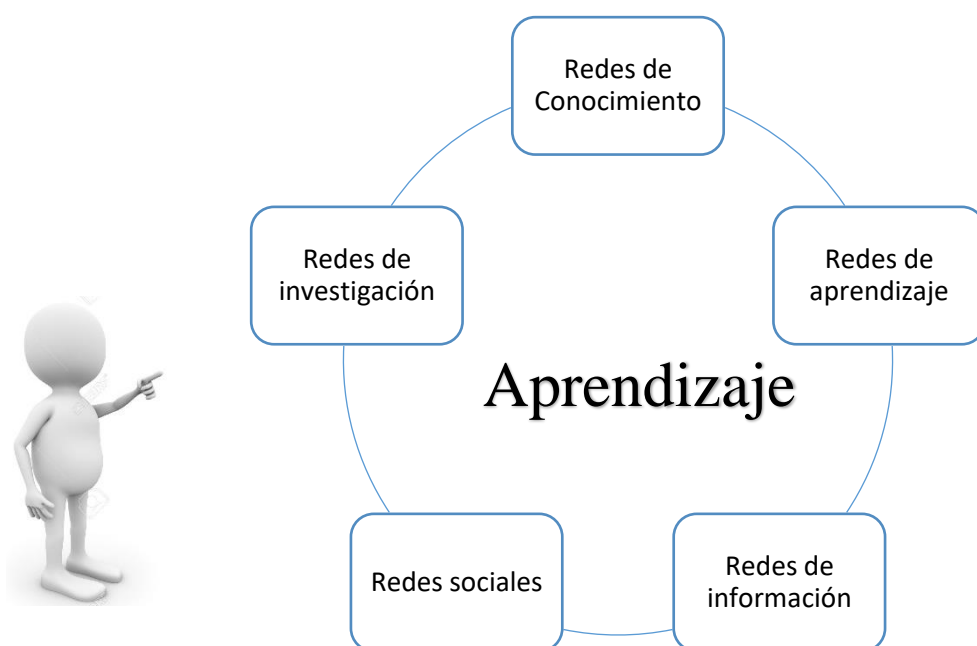 Redes de
Conocimiento
Redes de
aprendizaje
Redes de
información
Redes sociales
Redes de
investigación
Aprendizaje